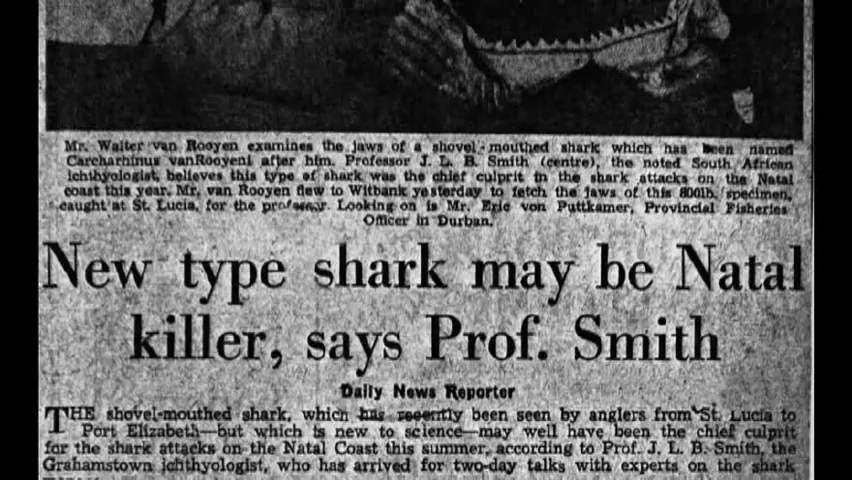 Mr. Walter van Rooyen examines the jaws of a shovel-mouthed shark which has been named
Carcharhinus vanRooyeni after him. Professor J. L. B. Smith (centre), the noted South African
ichthyologist, believes this type of shark was the chief culprit in the shark attacks on the Natal
coast this year. Mr. van Rooyen flew to Witbank yesterday to fetch the jaws of this 800lb. specimen,
caught at St. Lucia, for the professor. Looking on is Mr. Eric von Puttkamer, Provincial Fisheries
Officer in Durban.
New type shark may be Natal
killer, says Prof. Smith
Daily News Reporter
THE shovel-mouthed shark, which has recently been seen by anglers from St. Lucia to
Port Elizabeth—but which is new to science—may well have been the chief culprit
for the shark attacks on the Natal Coast this summer, according to Prof. J. L. B. Smith, the
Grahamstown ichthyologist, who has arrived for two-day talks with experts on the shark